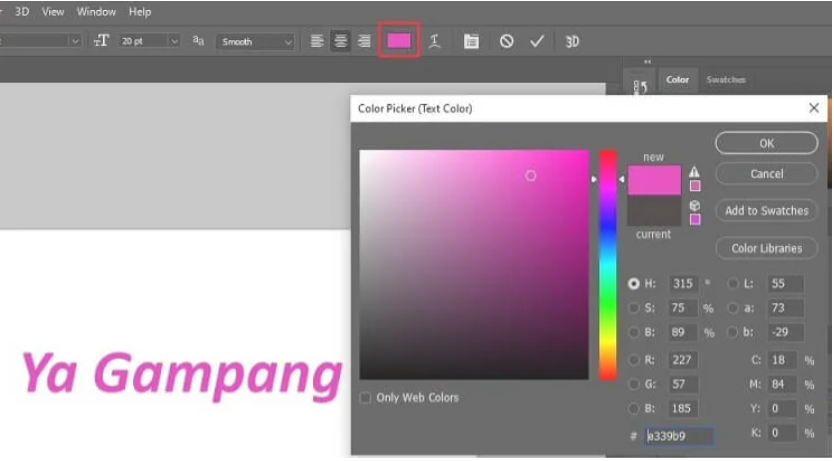 3D View Window Help
T 20 pt aa Smooth 3D
Color Swatches
Color Picker (Text Color)
new
current
OK
Cancel
Add to Swatches
Color Libraries
H: 315 ° L: 55
S: 75 % a: 73
B: 89 % b: -29
R: 227 C: 18 %
G: 57 M: 84 %
B: 185 Y: 0 %
# e339b9 K: 0 %
Only Web Colors
Ya Gampang